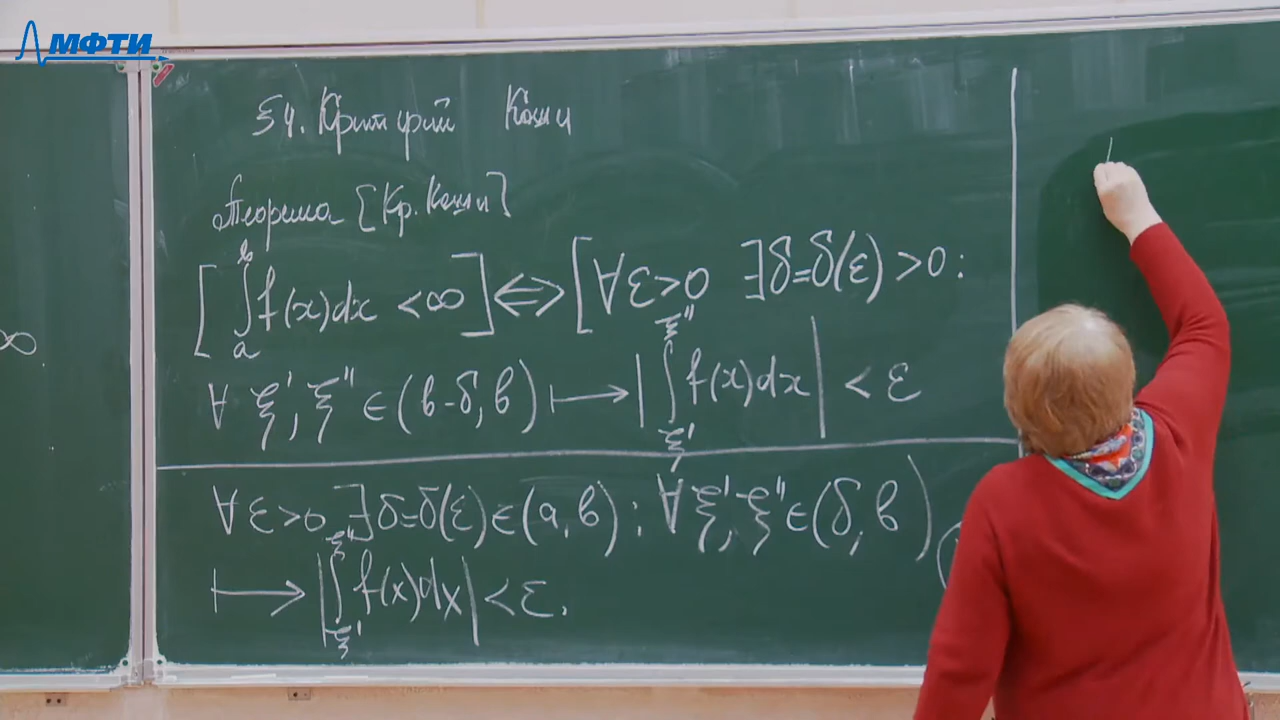 МФТИ
∞
§4. Критерий Коши
Теорема [Кр. Коши]
[∫ₐᵇ f(x)dx <∞] ⟺ [∀ε>0 ∃δ=δ(ε)>0:
∀ ξ', ξ'' ∈ (b-δ, b) ⟼ |∫_{ξ'}^{ξ''} f(x)dx| < ε
∀ ε>0 ∃δ=δ(ε)∈(a,b): ∀ξ',ξ''∈(δ,b)
⟼ |∫_{ξ'}^{ξ''} f(x)dx| < ε.